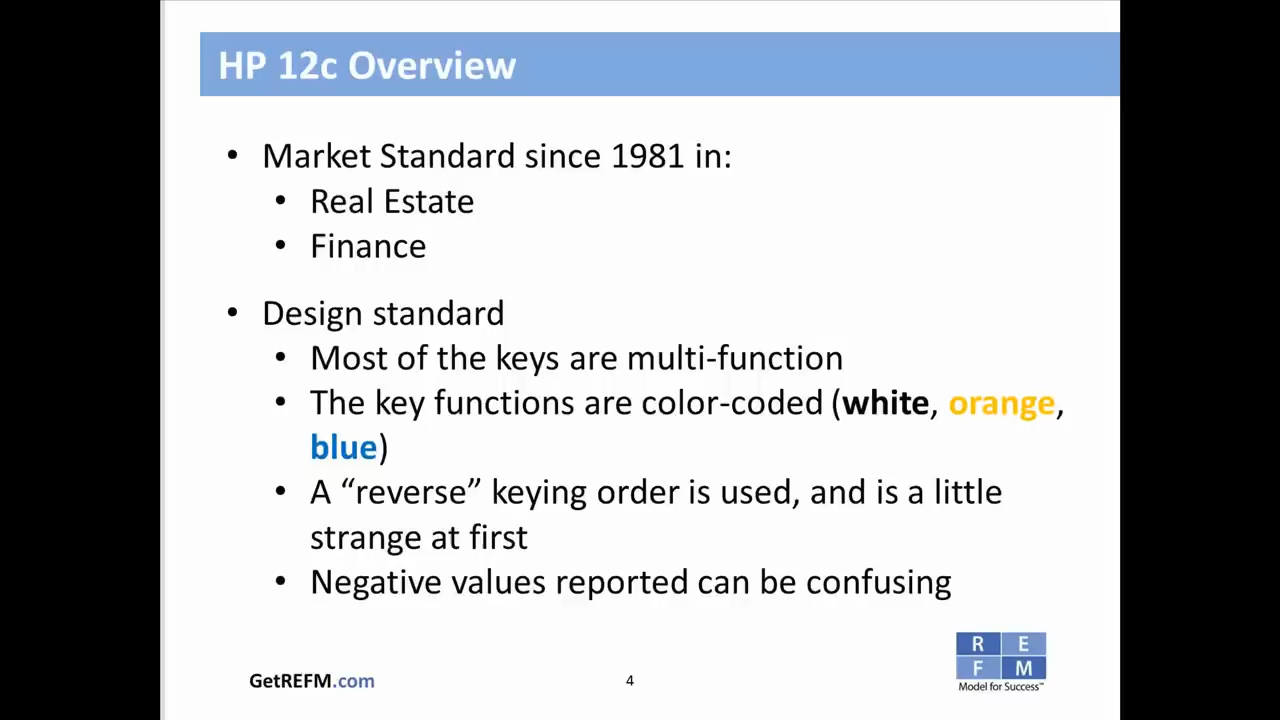 HP 12c Overview
• Market Standard since 1981 in:
• Real Estate
• Finance
• Design standard
• Most of the keys are multi-function
• The key functions are color-coded (white, orange,
blue)
• A “reverse” keying order is used, and is a little
strange at first
• Negative values reported can be confusing
GetREFM.com
4
R E
F M
Model for Success™